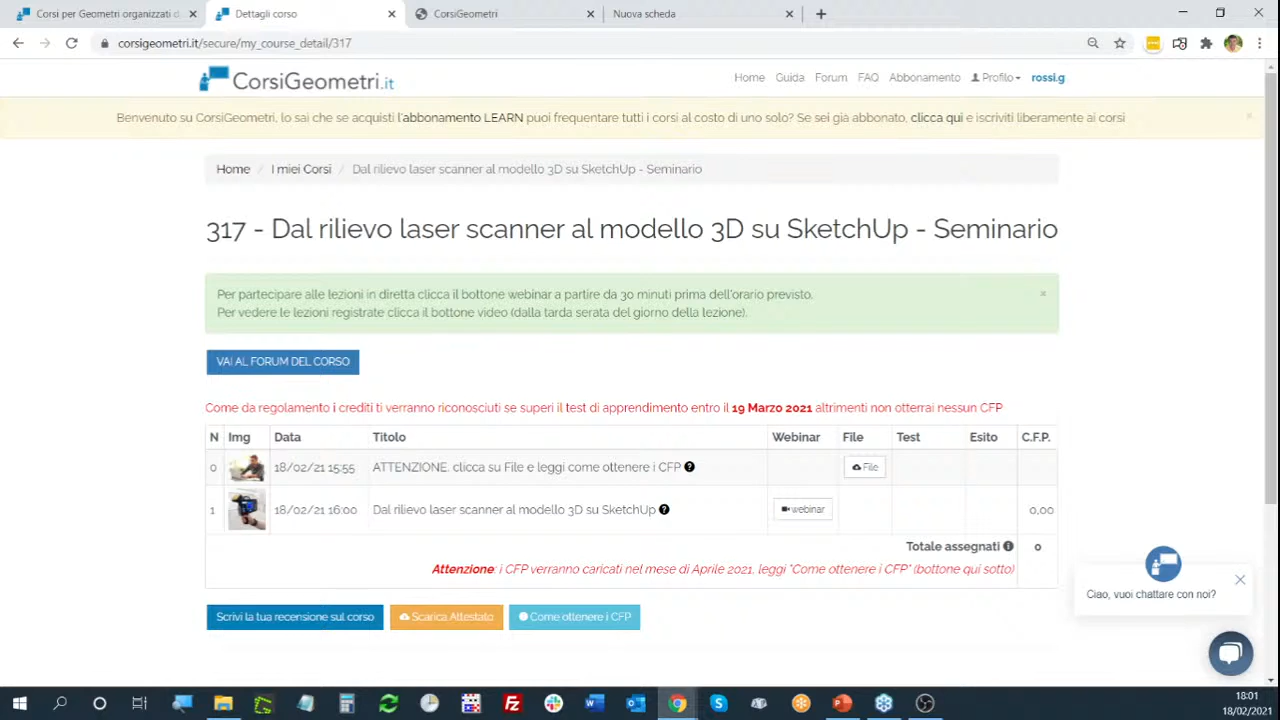 Corsi per Geometri organizzati d
Dettagli corso
CorsiGeometri
Nuova scheda
corsigeometri.it/secure/my_course_detail/317
CorsiGeometri.it
Home Guida Forum FAQ Abbonamento Profilo rossi.g
Benvenuto su CorsiGeometri, lo sai che se acquisti l'abbonamento LEARN puoi frequentare tutti i corsi al costo di uno solo? Se sei già abbonato, clicca qui e iscriviti liberamente ai corsi
Home / I miei Corsi / Dal rilievo laser scanner al modello 3D su SketchUp - Seminario
317 - Dal rilievo laser scanner al modello 3D su SketchUp - Seminario
Per partecipare alle lezioni in diretta clicca il bottone webinar a partire da 30 minuti prima dell'orario previsto.
Per vedere le lezioni registrate clicca il bottone video (dalla tarda serata del giorno della lezione).
VAI AL FORUM DEL CORSO
Come da regolamento i crediti ti verranno riconosciuti se superi il test di apprendimento entro il 19 Marzo 2021 altrimenti non otterrai nessun CFP
N Img Data Titolo Webinar File Test Esito C.F.P.
0 18/02/21 15:55 ATTENZIONE, clicca su File e leggi come ottenere i CFP File
1 18/02/21 16:00 Dal rilievo laser scanner al modello 3D su SketchUp webinar 0,00
Totale assegnati 0
Attenzione: i CFP verranno caricati nel mese di Aprile 2021, leggi "Come ottenere i CFP" (bottone qui sotto)
Scrivi la tua recensione sul corso
Scarica Attestato
Come ottenere i CFP
Ciao, vuoi chattare con noi?
18:01
18/02/2021